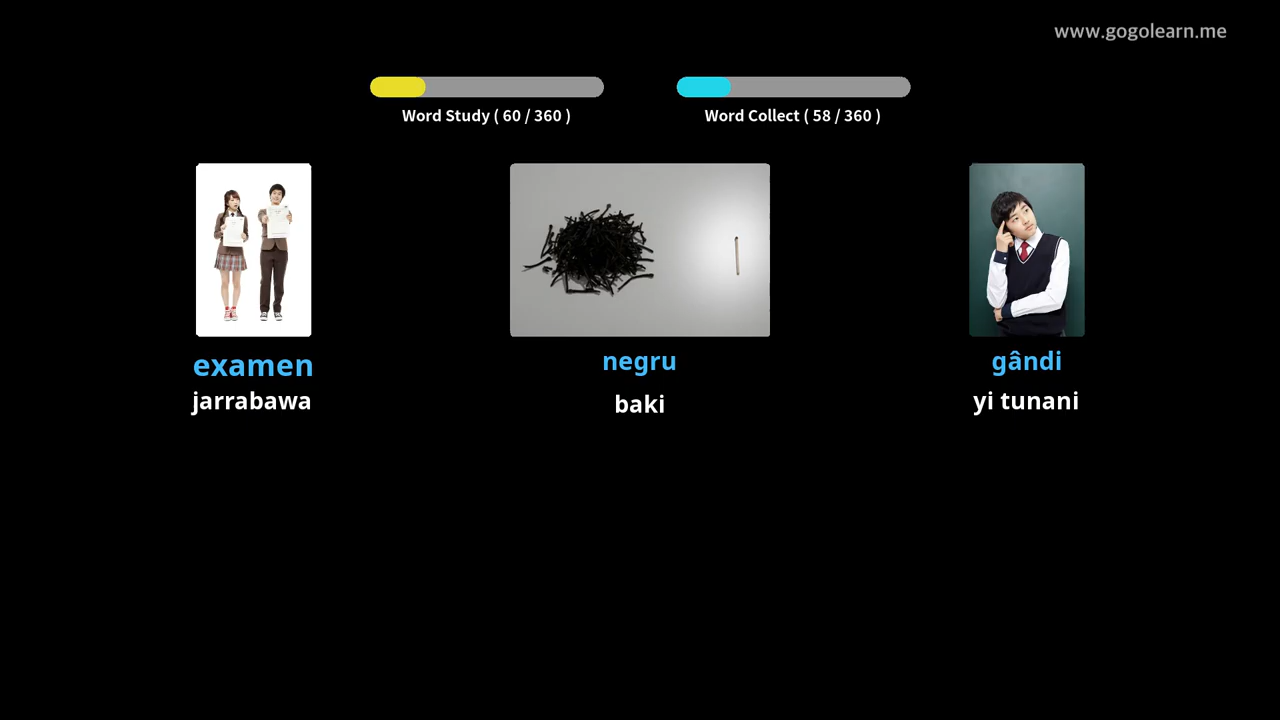 www.gogolearn.me
Word Study ( 60 / 360 )
Word Collect ( 58 / 360 )
examen
jarrabawa
negru
baki
gândi
yi tunani